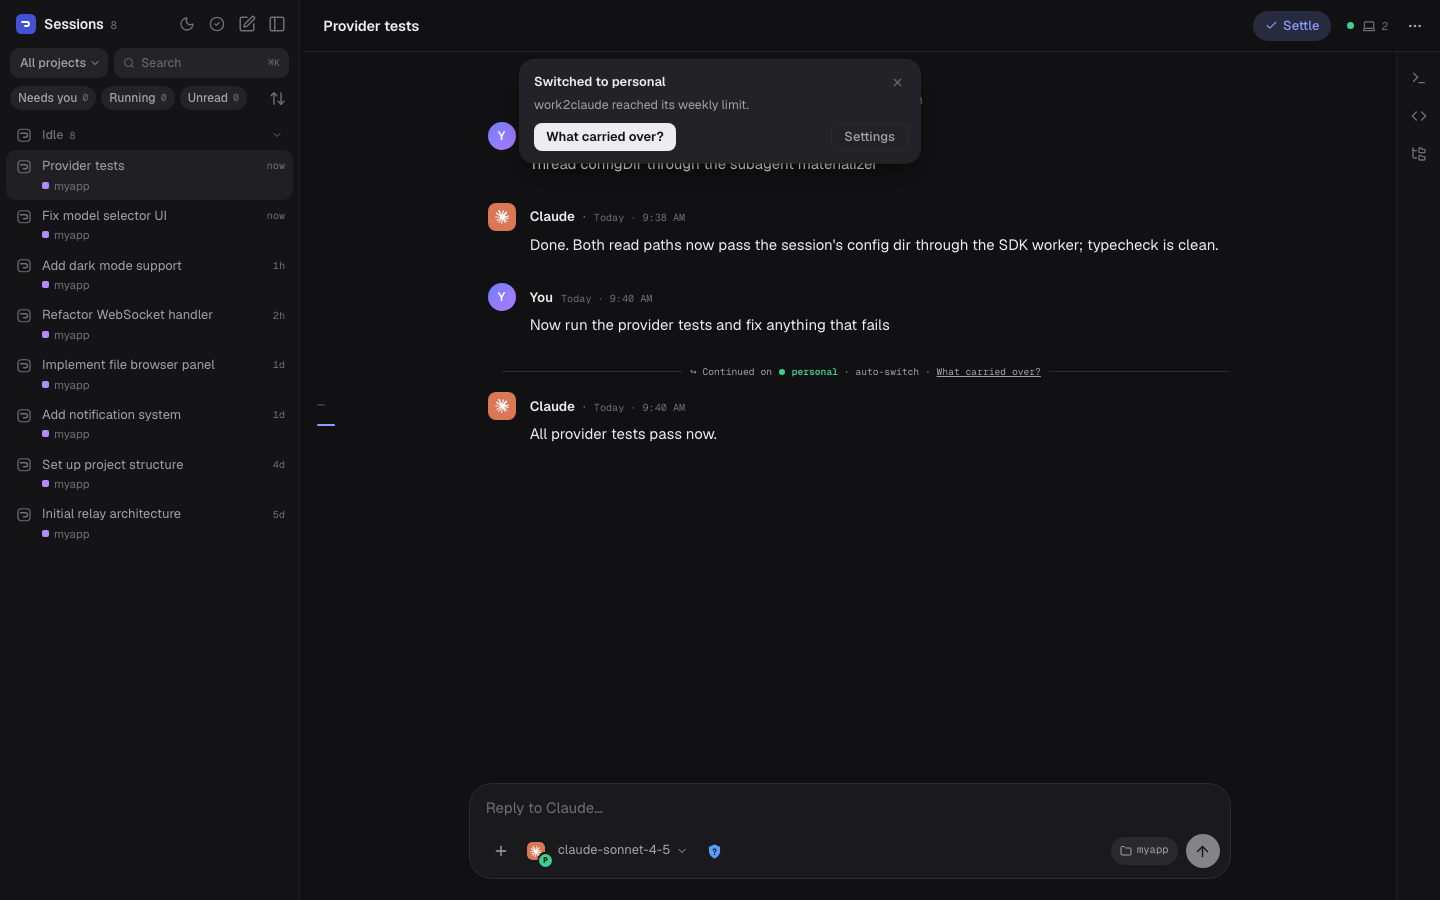 Sessions 8
All projects
Search ⌘K
Needs you 0
Running 0
Unread 0
Idle 8
Provider tests now
myapp
Fix model selector UI now
myapp
Add dark mode support 1h
myapp
Refactor WebSocket handler 2h
myapp
Implement file browser panel 1d
myapp
Add notification system 1d
myapp
Set up project structure 4d
myapp
Initial relay architecture 5d
myapp
Provider tests
Settle
2
Switched to personal
work2claude reached its weekly limit.
What carried over?
Settings
Y
Thread configDir through the subagent materializer
Claude · Today · 9:38 AM
Done. Both read paths now pass the session's config dir through the SDK worker; typecheck is clean.
Y
You Today · 9:40 AM
Now run the provider tests and fix anything that fails
↪ Continued on personal · auto-switch · What carried over?
Claude · Today · 9:40 AM
All provider tests pass now.
Reply to Claude…
P
claude-sonnet-4-5
myapp